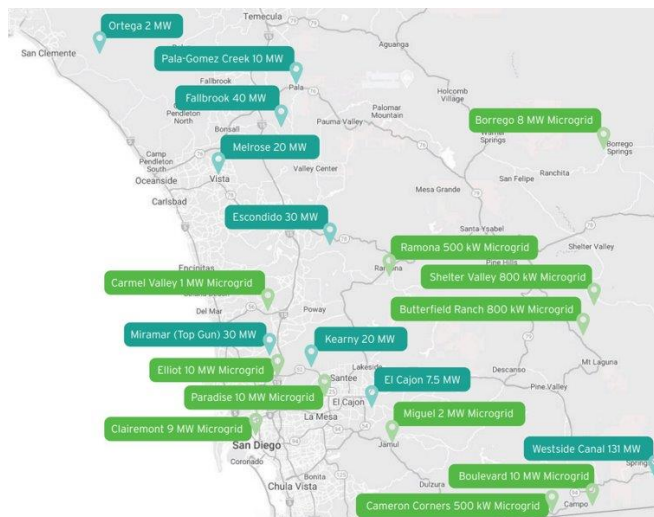 Ortega 2 MW
Temecula
San Clemente
Aguanga
Pala-Gomez Creek 10 MW
Fallbrook
Pala
Holcomb
Village
Fallbrook 40 MW
Pendleton
North
Bonsall
Pauma Valley
Palomar
Mountain
Borrego 8 MW Microgrid
Springs
Borrego
Springs
Melrose 20 MW
Camp
Pendleton
South
Vista
Valley Center
Oceanside
Ranchita
San Felipe
Mesa Grande
Carlsbad
Escondido 30 MW
Santa Ysabel
Ramona 500 kW Microgrid
Shelter Valley
Pine Hills
Encinitas
Ramona
Carmel Valley 1 MW Microgrid
Shelter Valley 800 kW Microgrid
Del Mar
Poway
Butterfield Ranch 800 kW Microgrid
Miramar (Top Gun) 30 MW
Kearny 20 MW
Mt Laguna
Elliot 10 MW Microgrid
Lakeside
Descanso
Santee
El Cajon 7.5 MW
Pine Valley
Paradise 10 MW Microgrid
El Cajon
La Mesa
Miguel 2 MW Microgrid
Clairemont 9 MW Microgrid
San Diego
Jamul
Westside Canal 131 MW
Coronado
Bonita
Boulevard 10 MW Microgrid
Chula Vista
Dulzura
Cameron Corners 500 kW Microgrid
Campo